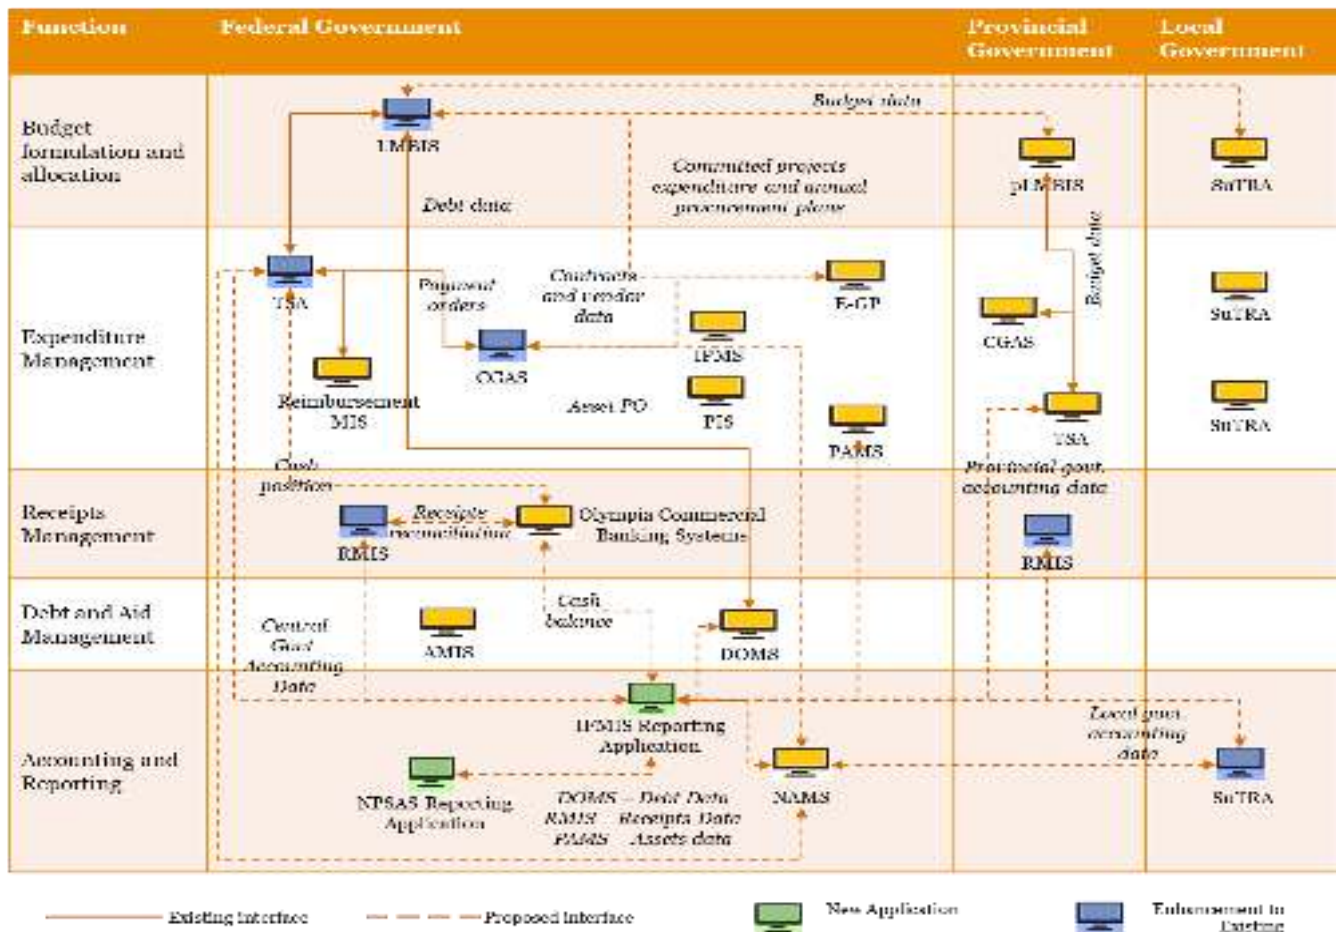 Function
Federal Government
Provincial
Government
Local
Government
Budget
formulation and
allocation
LMBIS
Budget data
Committed projects
expenditure and annual
procurement plans
Debt data
pLMBIS
SuTRA
Budget data
Expenditure
Management
TSA
Payment
orders
Contracts
and vendor
data
E-GP
IPMS
CGAS
Reimbursement
MIS
Asset PO
PIS
PAMS
CGAS
TSA
SuTRA
SuTRA
Provincial govt.
accounting data
Receipts
Management
Cash
position
RMIS
Receipts
reconciliation
Olympia Commercial
Banking Systems
RMIS
Debt and Aid
Management
Central
Govt
Accounting
Data
AMIS
Cash
balance
DOMS
Accounting and
Reporting
IFMIS Reporting
Application
NPSAS Reporting
Application
DOMS – Debt Data
RMIS – Receipts Data
PAMS – Assets data
NAMS
Local govt.
accounting
data
SuTRA
Existing interface
Proposed interface
New Application
Enhancement to
Existing